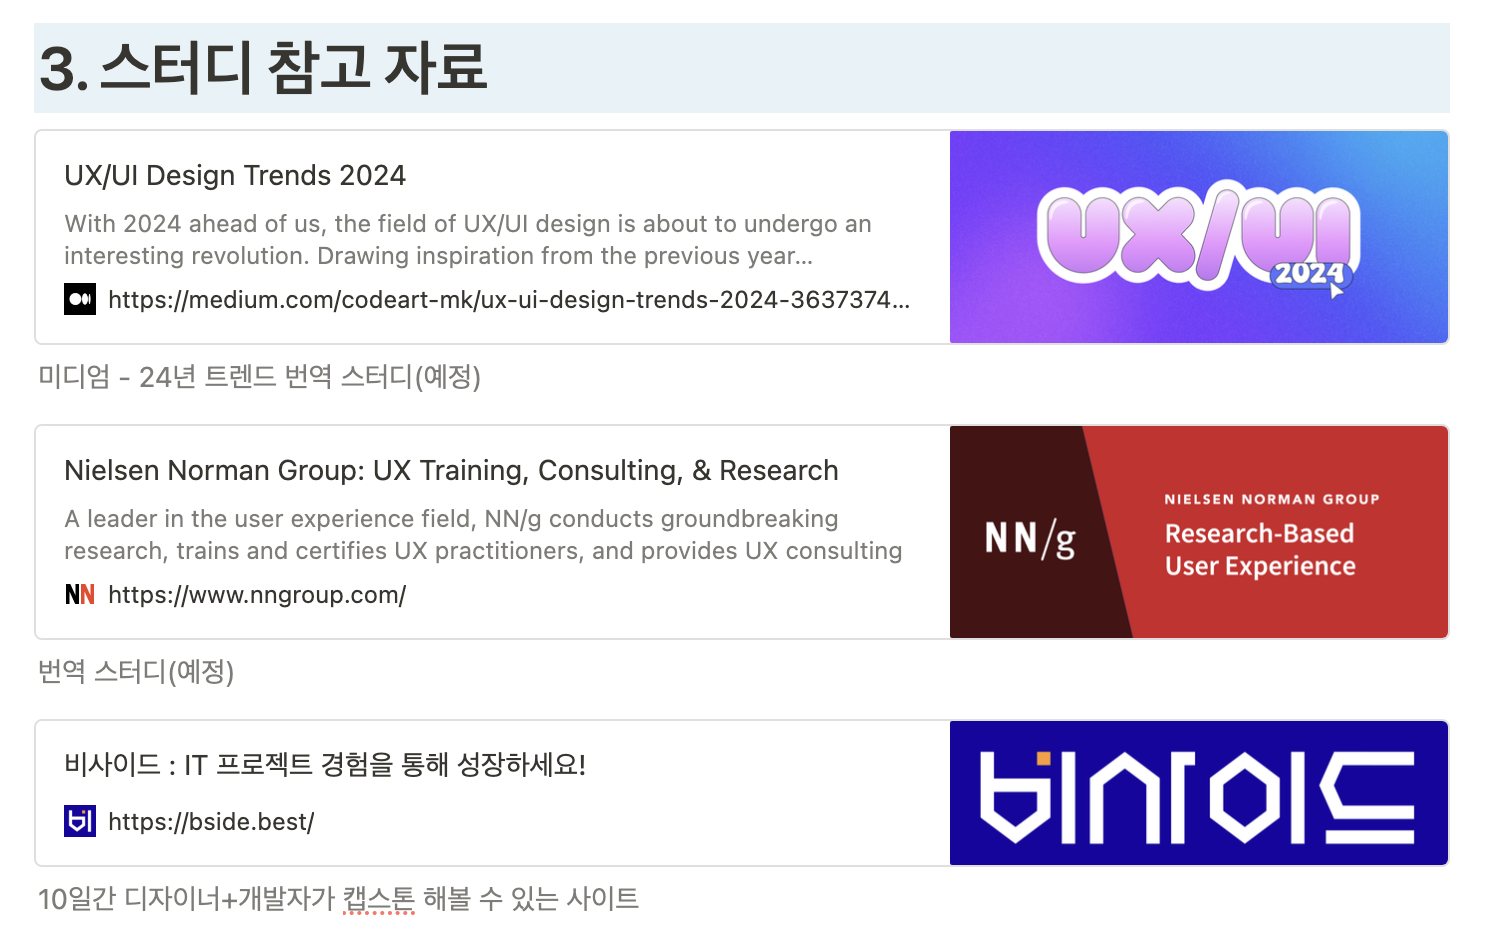 3. 스터디 참고 자료
UX/UI Design Trends 2024
With 2024 ahead of us, the field of UX/UI design is about to undergo an
interesting revolution. Drawing inspiration from the previous year...
https://medium.com/codeart-mk/ux-ui-design-trends-2024-3637374...
UX/UI
2024
미디엄 - 24년 트렌드 번역 스터디(예정)
Nielsen Norman Group: UX Training, Consulting, & Research
A leader in the user experience field, NN/g conducts groundbreaking
research, trains and certifies UX practitioners, and provides UX consulting
NN https://www.nngroup.com/
NN/g
NIELSEN NORMAN GROUP
Research-Based
User Experience
번역 스터디(예정)
비사이드 : IT 프로젝트 경험을 통해 성장하세요!
비 https://bside.best/
비사이드
10일간 디자이너+개발자가 캡스톤 해볼 수 있는 사이트